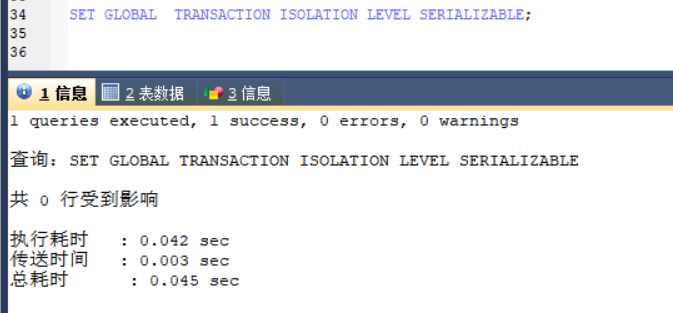 34 SET GLOBAL  TRANSACTION ISOLATION LEVEL SERIALIZABLE;
35
36
1 信息 2 表数据 3 信息
1 queries executed, 1 success, 0 errors, 0 warnings
查询: SET GLOBAL TRANSACTION ISOLATION LEVEL SERIALIZABLE
共 0 行受到影响
执行耗时 : 0.042 sec
传送时间 : 0.003 sec
总耗时 : 0.045 sec